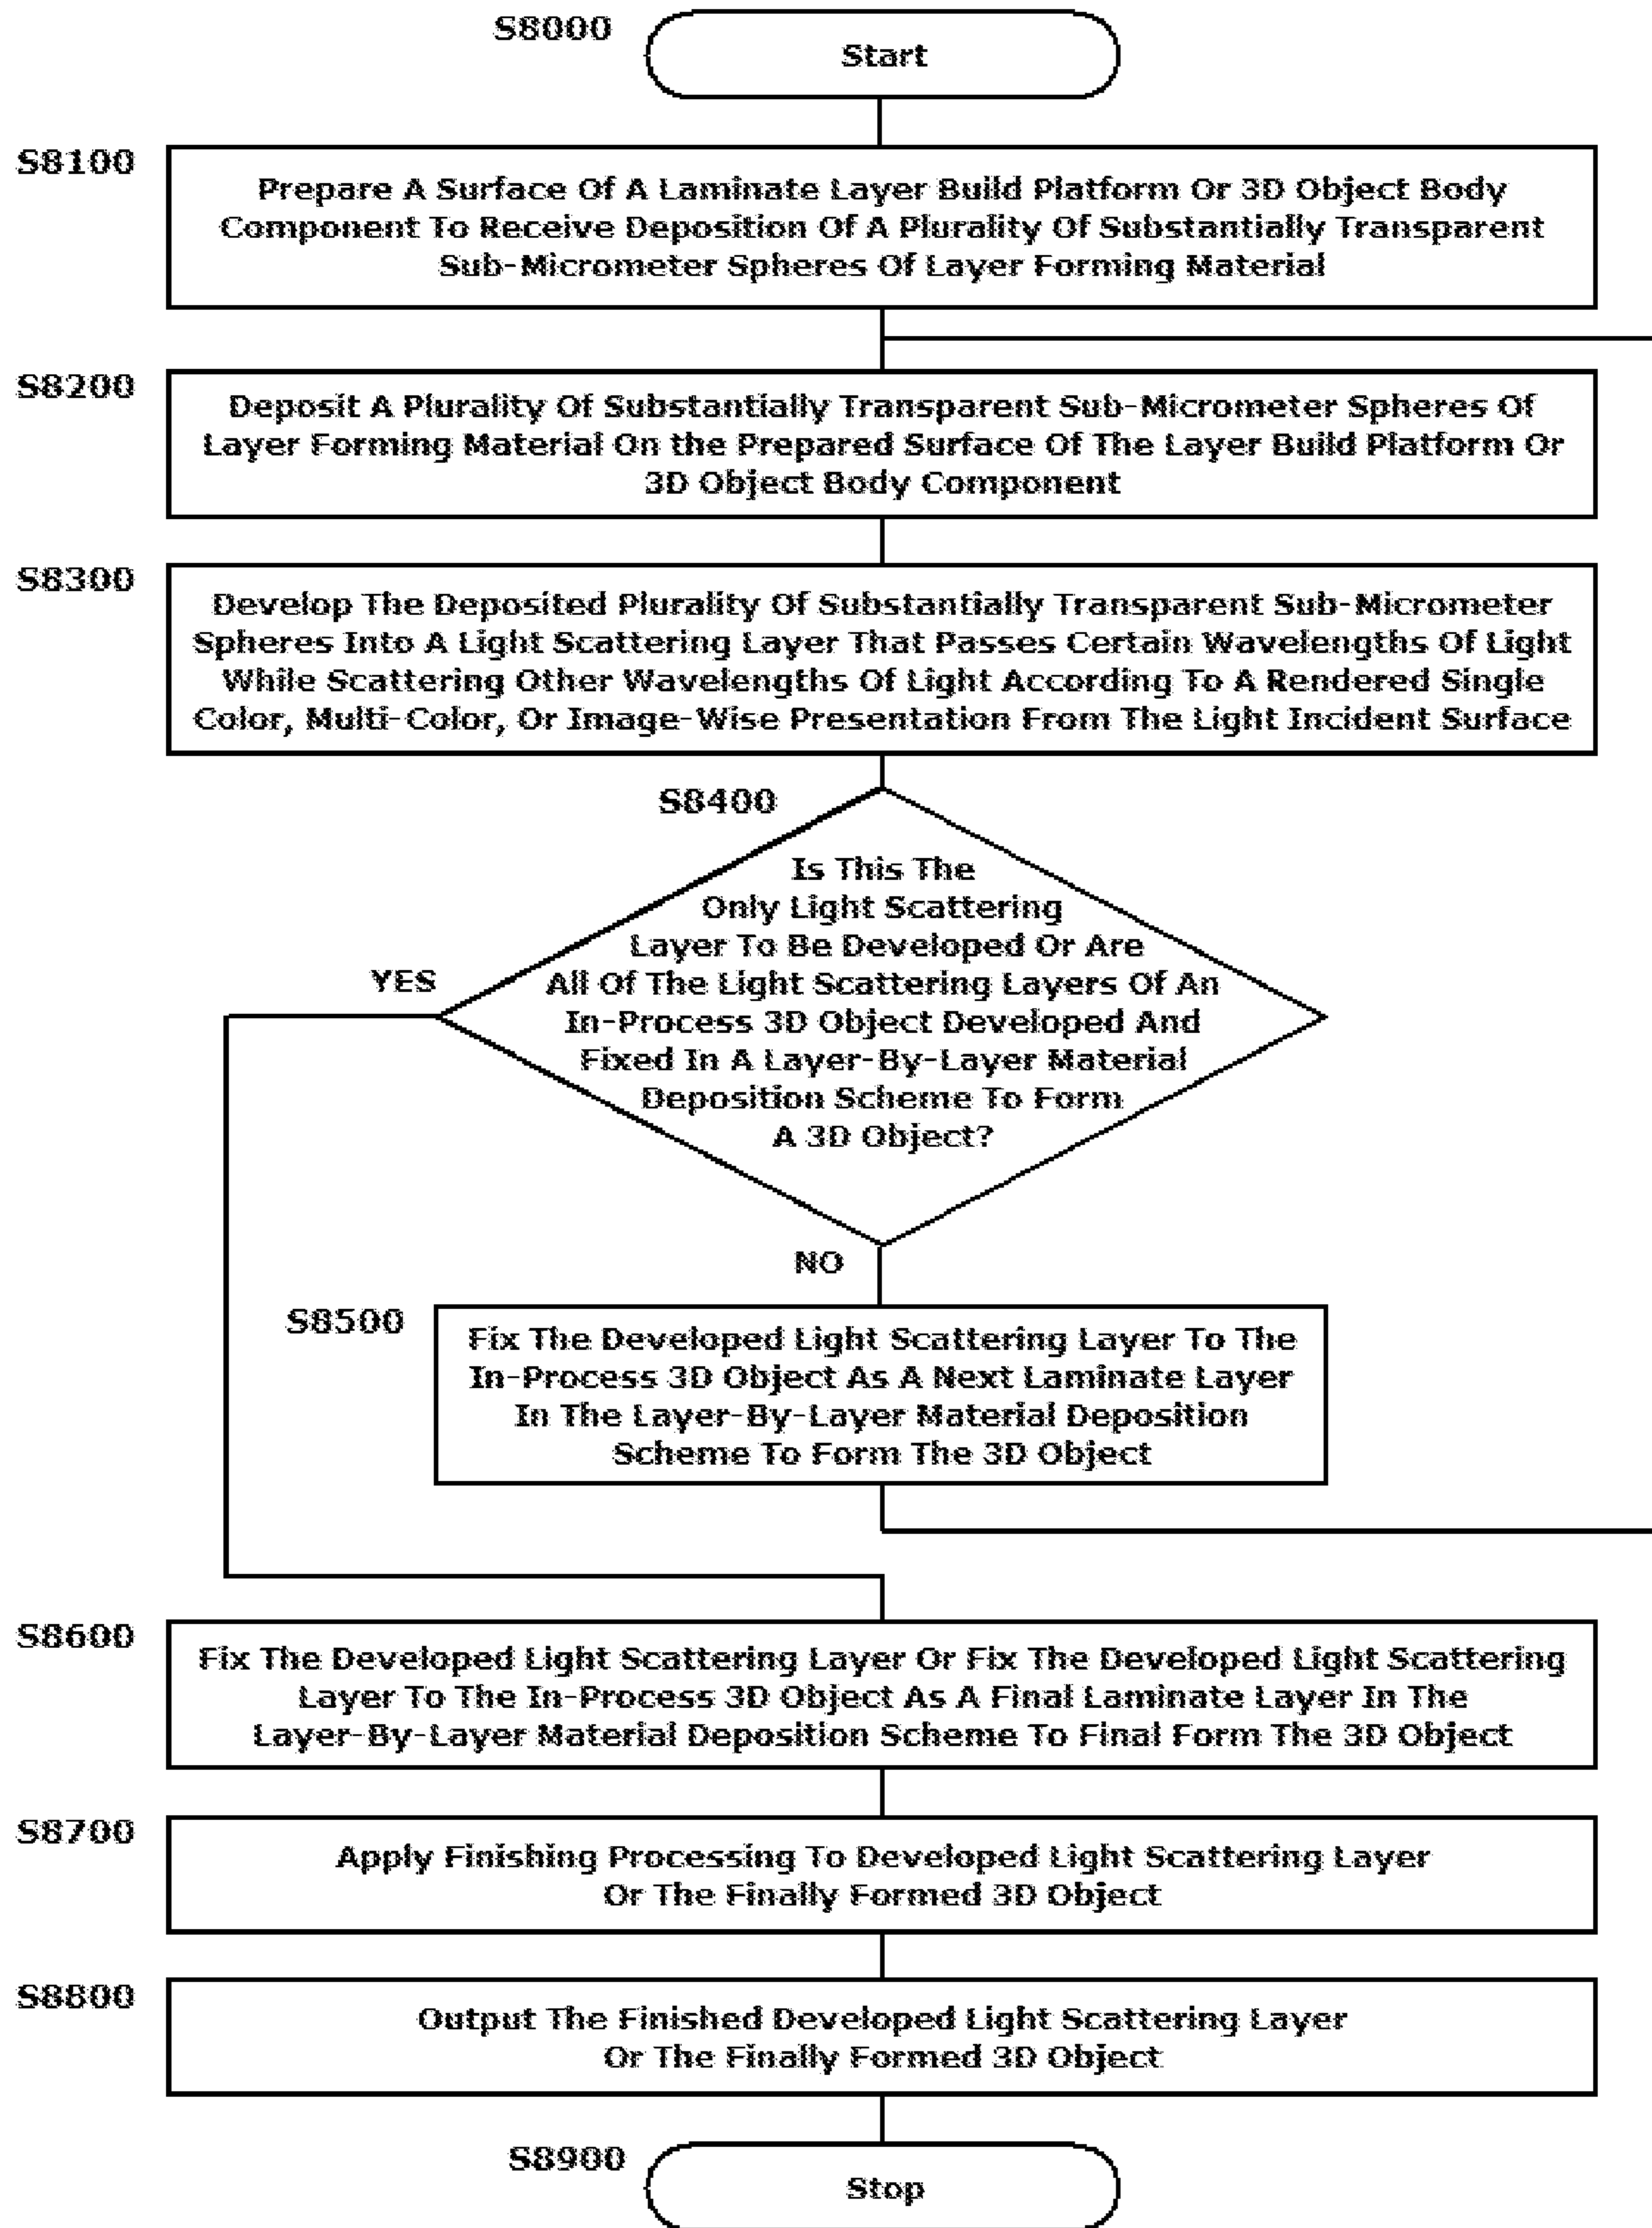 S8000
Start
S8100
Prepare A Surface Of A Laminate Layer Build Platform Or 3D Object Body
Component To Receive Deposition Of A Plurality Of Substantially Transparent
Sub-Micrometer Spheres Of Layer Forming Material
S8200
Deposit A Plurality Of Substantially Transparent Sub-Micrometer Spheres Of
Layer Forming Material On the Prepared Surface Of The Layer Build Platform Or
3D Object Body Component
S8300
Develop The Deposited Plurality Of Substantially Transparent Sub-Micrometer
Spheres Into A Light Scattering Layer That Passes Certain Wavelengths Of Light
While Scattering Other Wavelengths Of Light According To A Rendered Single
Color, Multi-Color, Or Image-Wise Presentation From The Light Incident Surface
S8400
Is This The
Only Light Scattering
Layer To Be Developed Or Are
All Of The Light Scattering Layers Of An
In-Process 3D Object Developed And
Fixed In A Layer-By-Layer Material
Deposition Scheme To Form
A 3D Object?
YES
NO
S8500
Fix The Developed Light Scattering Layer To The
In-Process 3D Object As A Next Laminate Layer
In The Layer-By-Layer Material Deposition
Scheme To Form The 3D Object
S8600
Fix The Developed Light Scattering Layer Or Fix The Developed Light Scattering
Layer To The In-Process 3D Object As A Final Laminate Layer In The
Layer-By-Layer Material Deposition Scheme To Final Form The 3D Object
S8700
Apply Finishing Processing To Developed Light Scattering Layer
Or The Finally Formed 3D Object
S8800
Output The Finished Developed Light Scattering Layer
Or The Finally Formed 3D Object
S8900
Stop